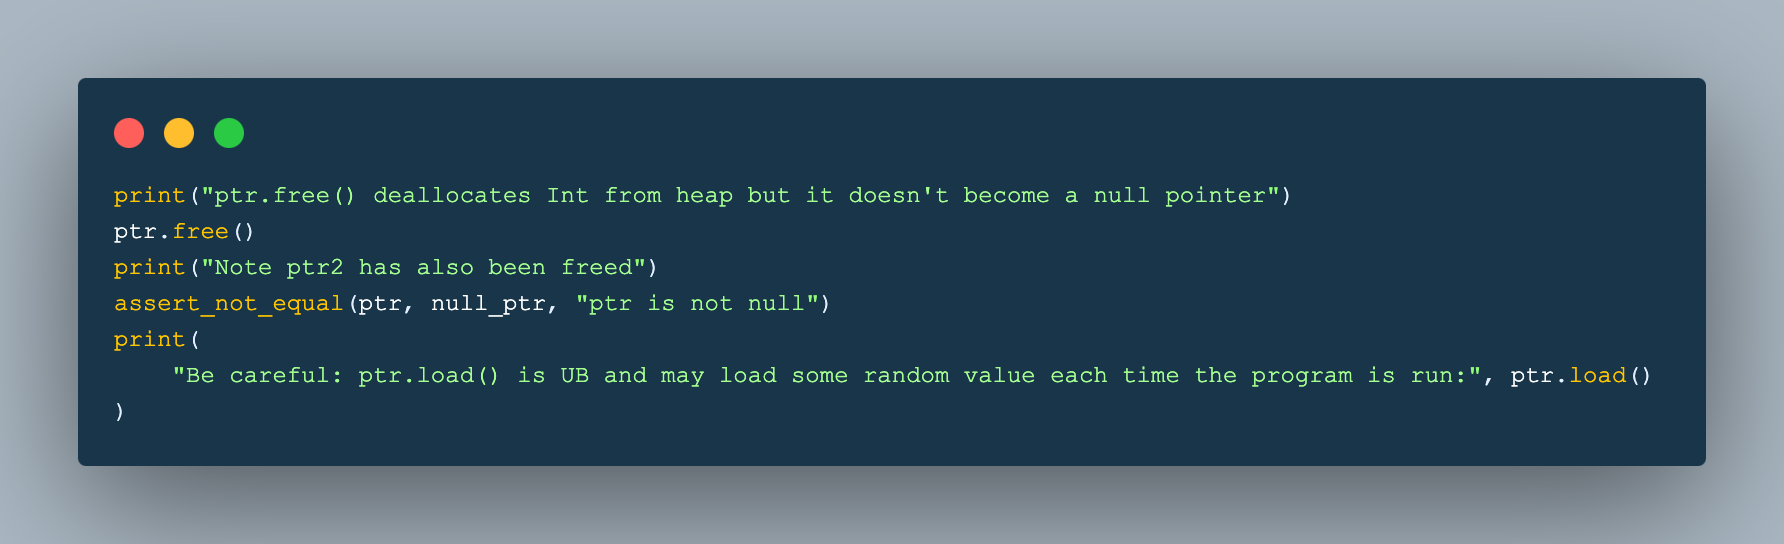 print("ptr.free() deallocates Int from heap but it doesn't become a null pointer")
ptr.free()
print("Note ptr2 has also been freed")
assert_not_equal(ptr, null_ptr, "ptr is not null")
print(
    "Be careful: ptr.load() is UB and may load some random value each time the program is run:", ptr.load()
)